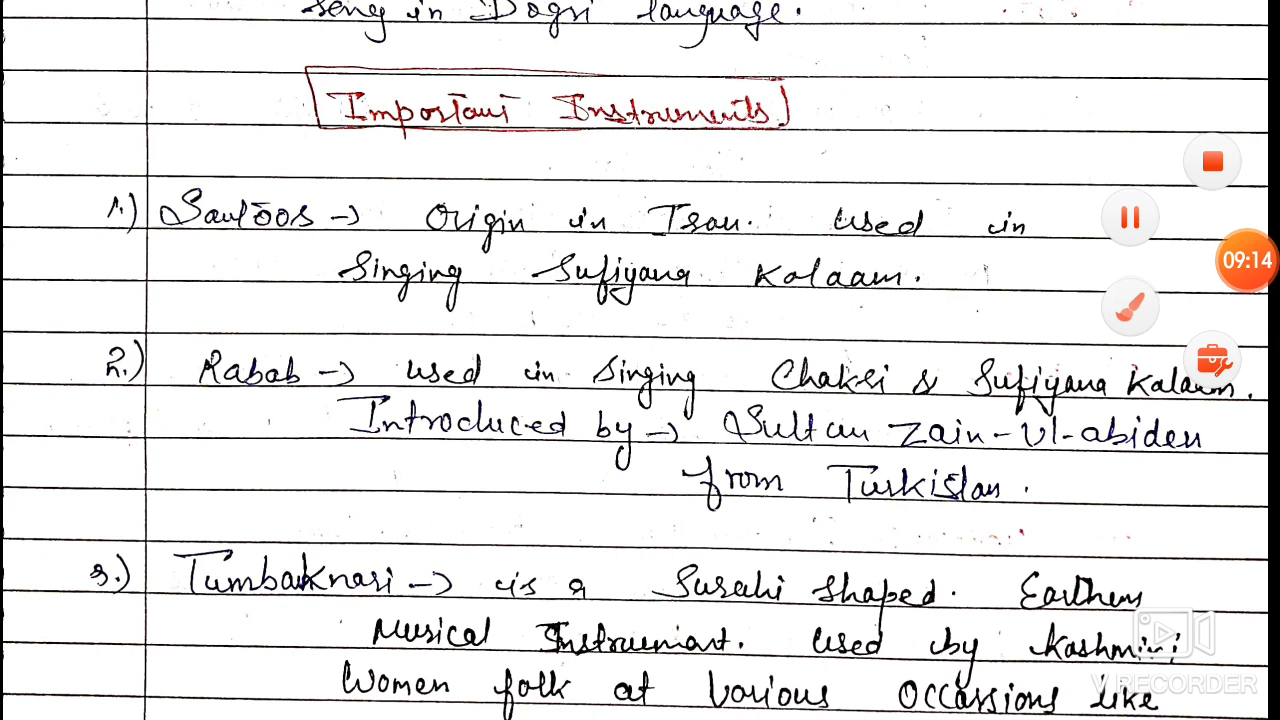 song in Dogri language.
Important Instruments
1.) Santoor → Origin in Iran. Used in
Singing Sufiyana Kalaam.
2.) Rabab → used in Singing Chakri & Sufiyana Kalaam.
Introduced by → Sultan Zain-Ul-abiden
from Turkistan.
3.) Tumbaknari → is a Surahi shaped. Earthern
Musical Instrument. Used by Kashmiri
Women folk at Various Occassions like
09:14
V RECORDER